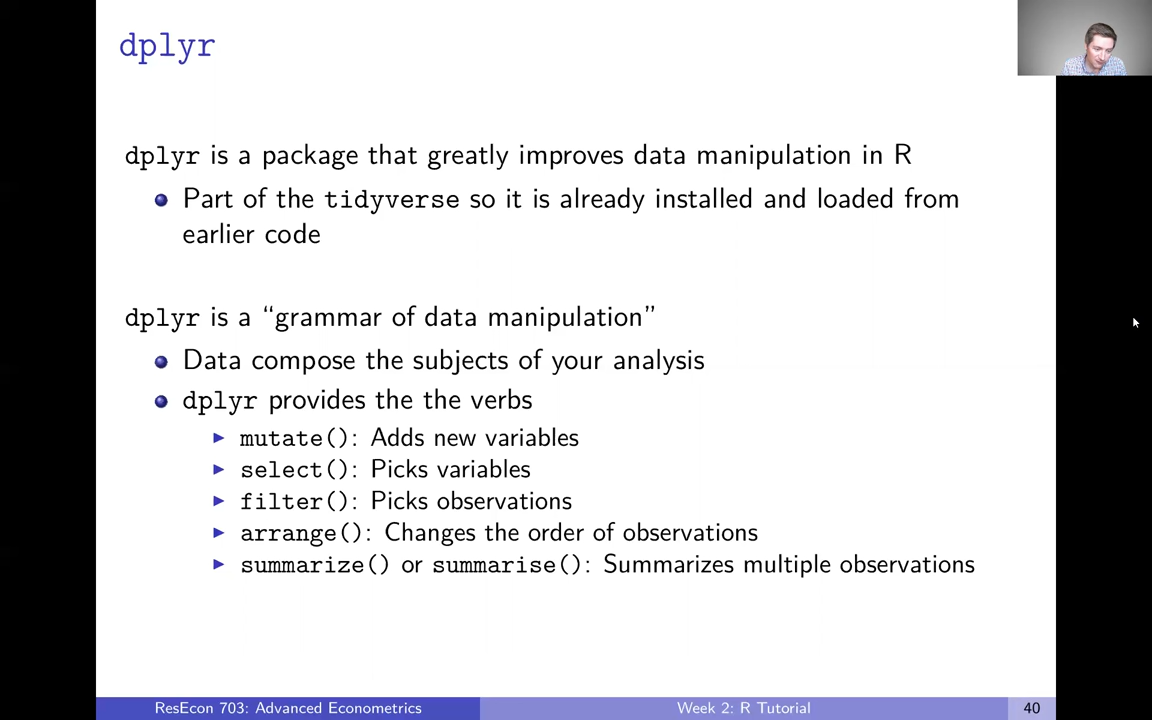 dplyr
dplyr is a package that greatly improves data manipulation in R
Part of the tidyverse so it is already installed and loaded from
earlier code
dplyr is a “grammar of data manipulation”
Data compose the subjects of your analysis
dplyr provides the the verbs
mutate(): Adds new variables
select(): Picks variables
filter(): Picks observations
arrange(): Changes the order of observations
summarize() or summarise(): Summarizes multiple observations
ResEcon 703: Advanced Econometrics
Week 2: R Tutorial
40